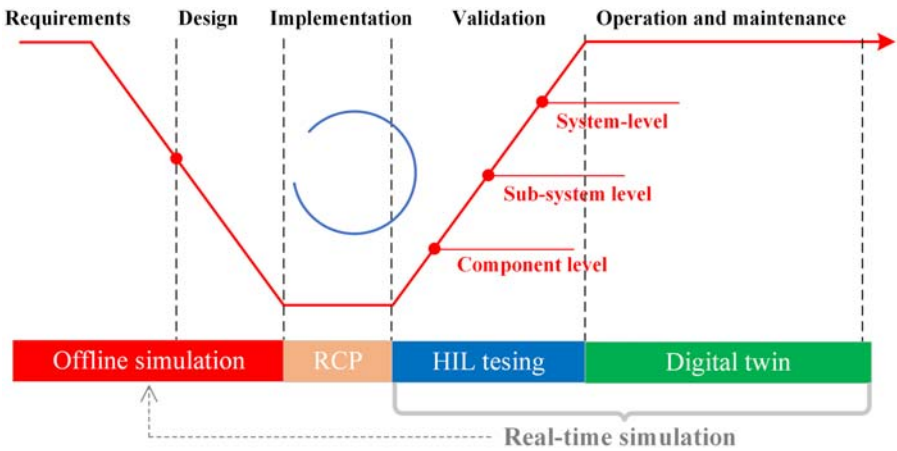 Requirements Design Implementation Validation Operation and maintenance
System-level
Sub-system level
Component level
Offline simulation RCP HIL tesing Digital twin
Real-time simulation